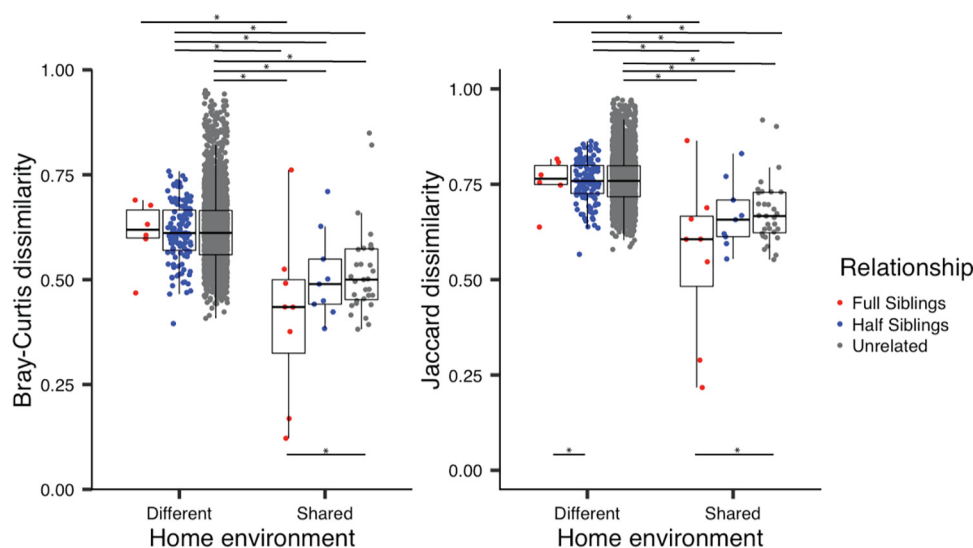 * * * * * * * *
Bray-Curtis dissimilarity
1.00
0.75
0.50
0.25
0.00
*
Different Shared
Home environment
* * * * * * * *
Jaccard dissimilarity
1.00
0.75
0.50
0.25
0.00
* *
Different Shared
Home environment
Relationship
Full Siblings
Half Siblings
Unrelated